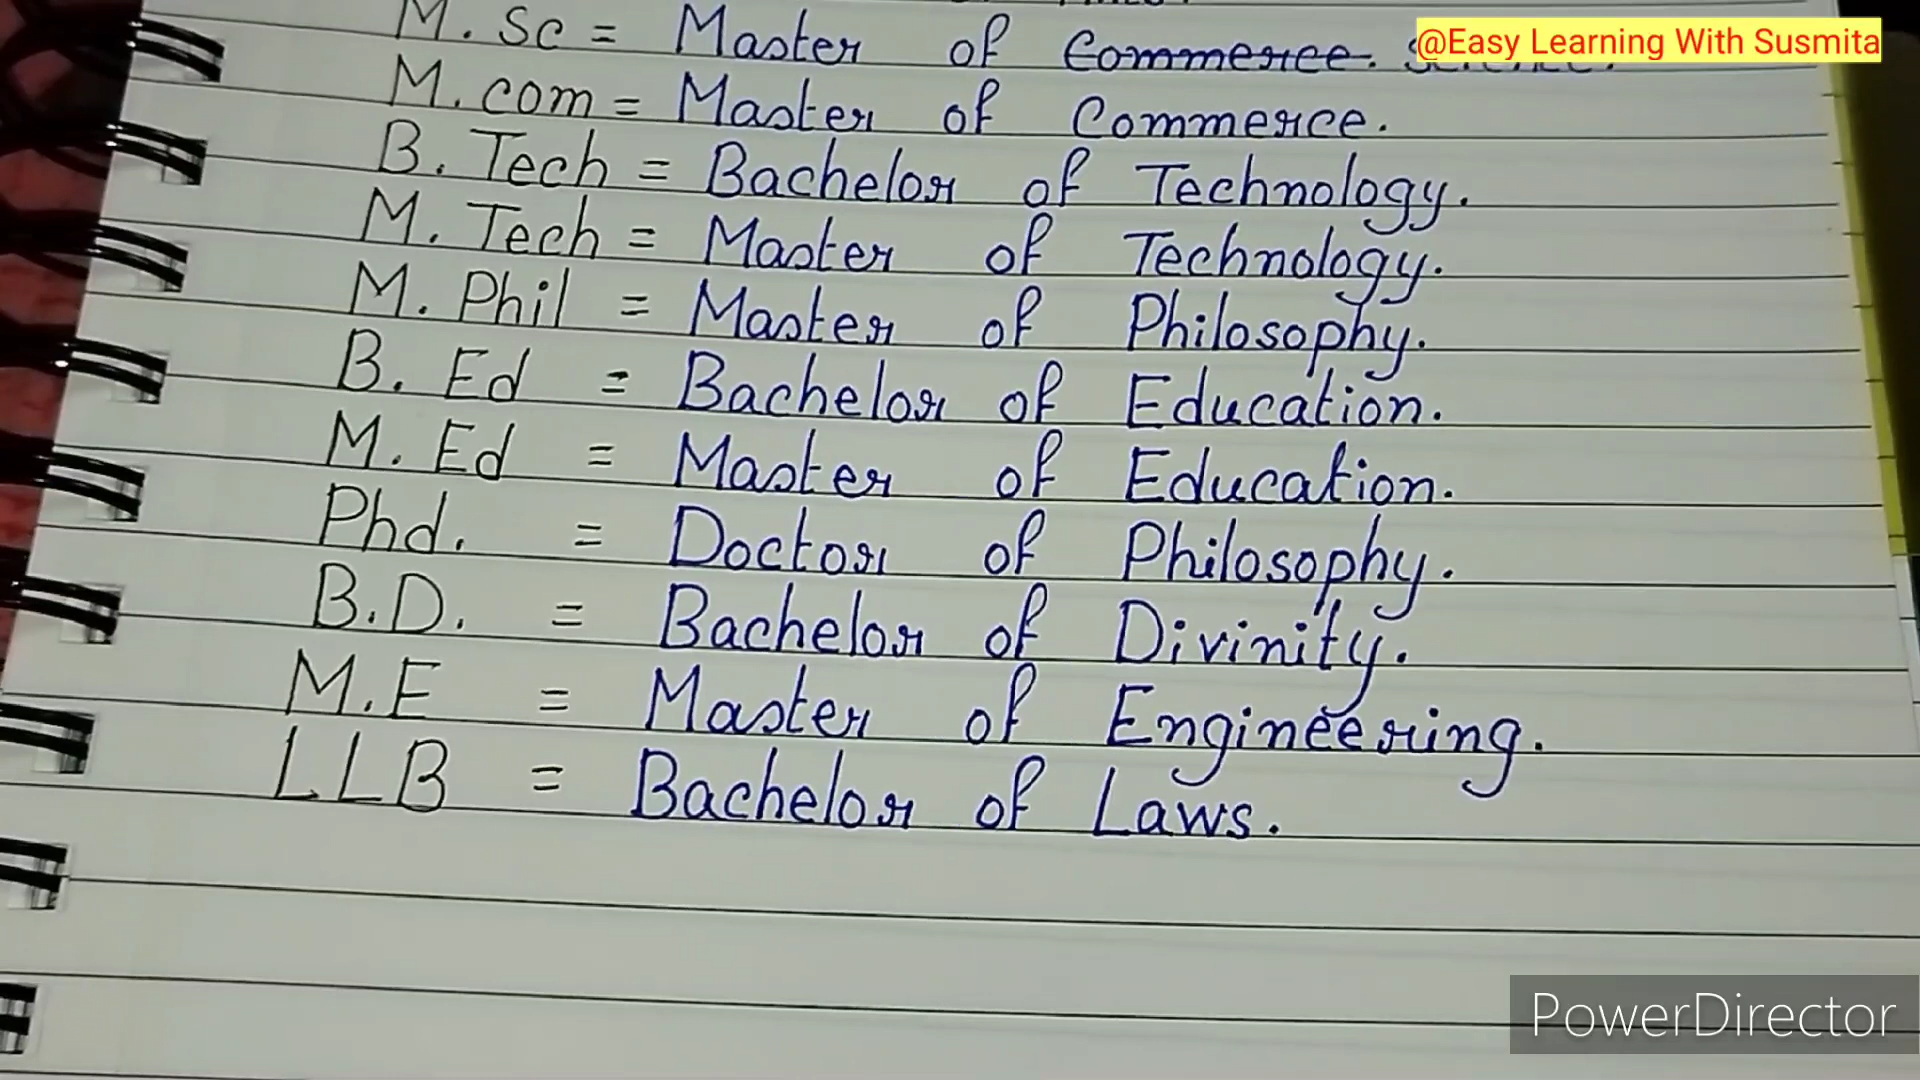 @Easy Learning With Susmita
M. Sc = Master of Commerce. Science.
M. com = Master of Commerce.
B. Tech = Bachelor of Technology.
M. Tech = Master of Technology.
M. Phil = Master of Philosophy.
B. Ed = Bachelor of Education.
M. Ed = Master of Education.
Phd. = Doctor of Philosophy.
B.D. = Bachelor of Divinity.
M.E = Master of Engineering.
LLB = Bachelor of Laws.
PowerDirector